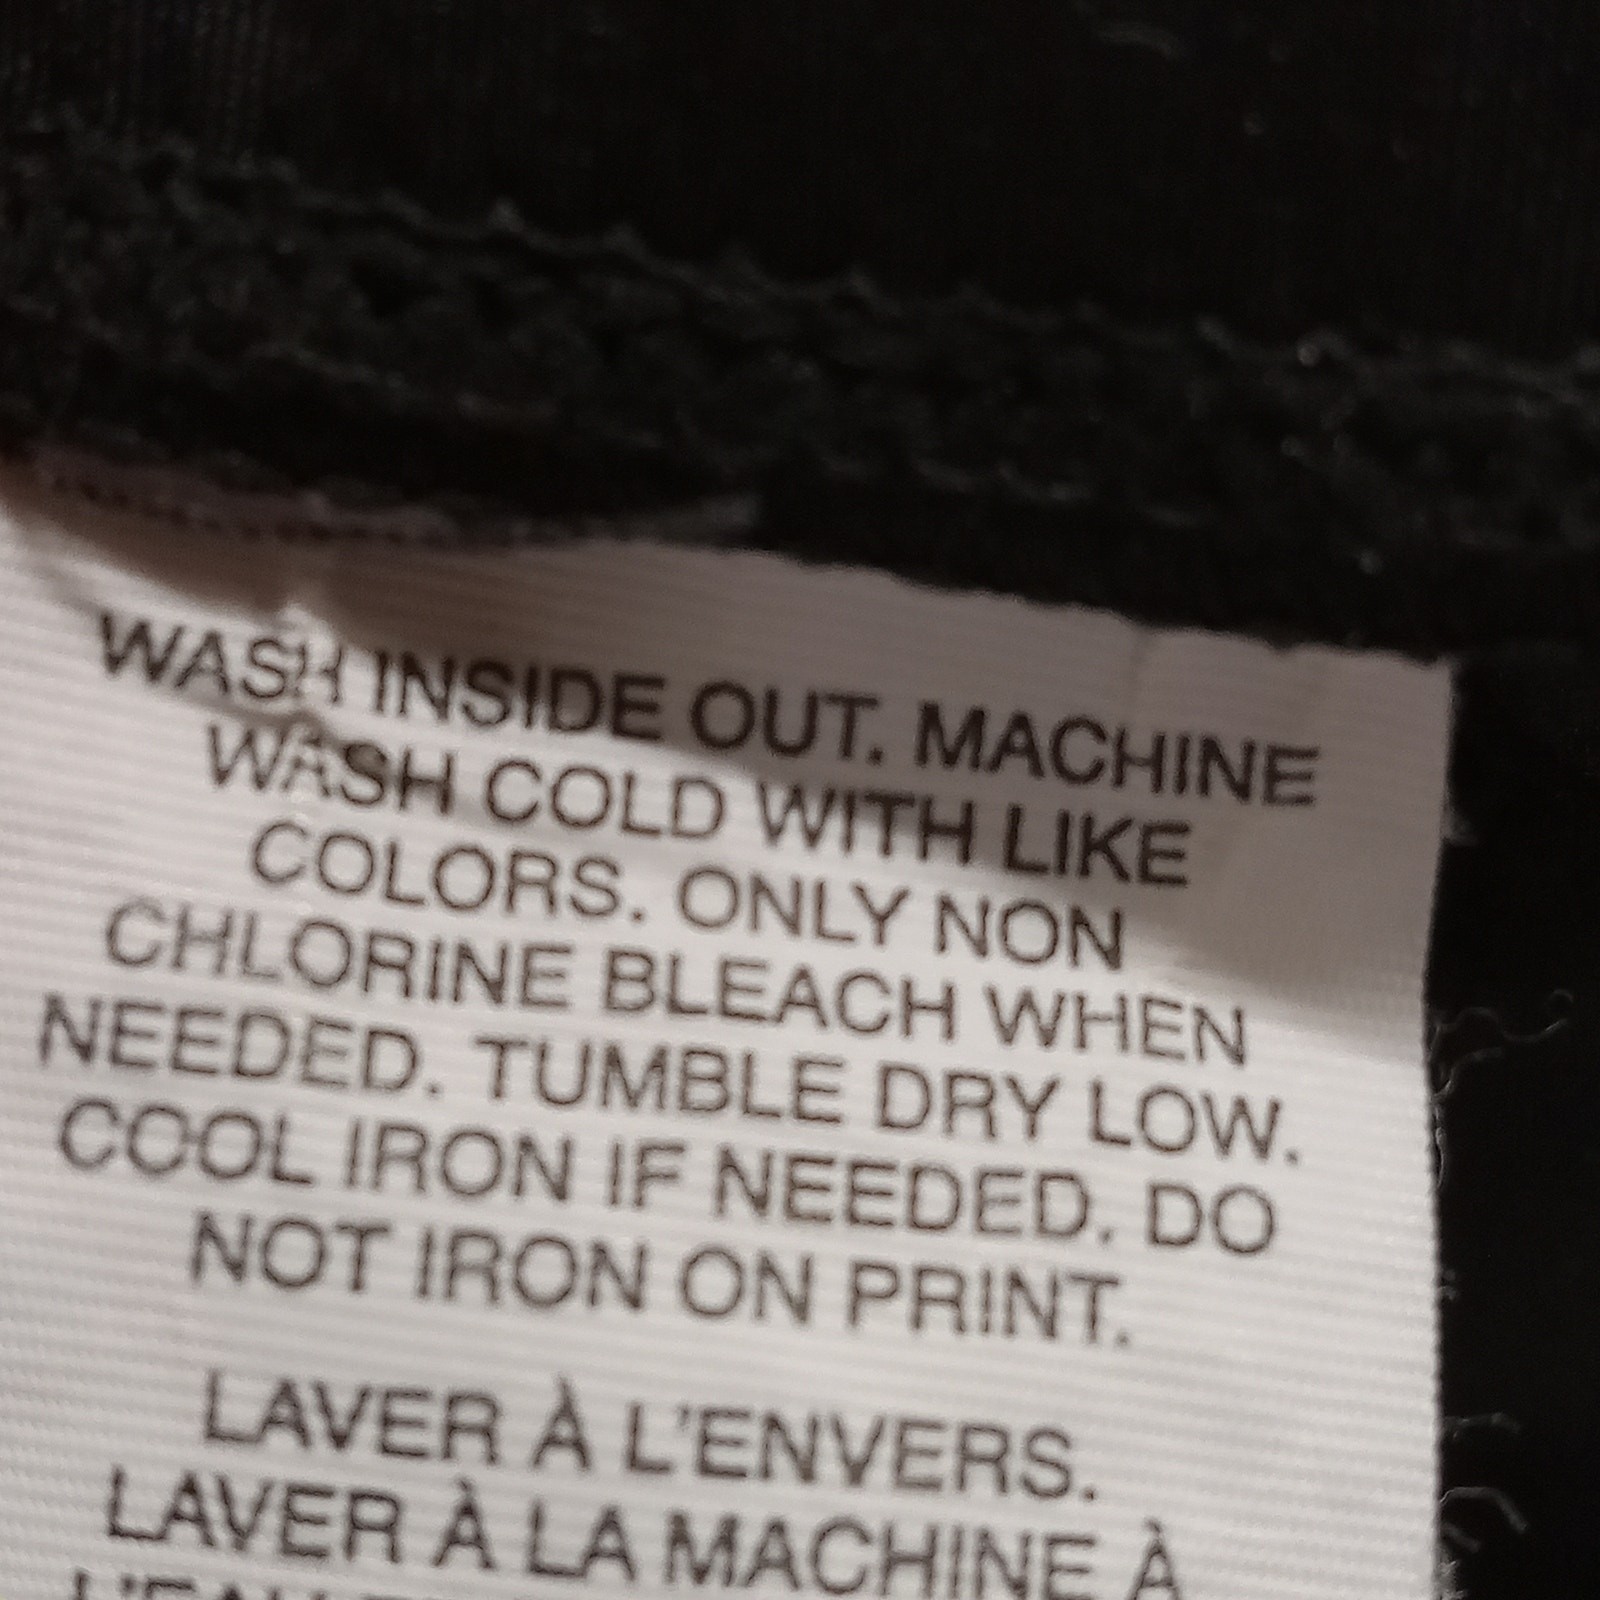 WASH INSIDE OUT. MACHINE
WASH COLD WITH LIKE
COLORS. ONLY NON
CHLORINE BLEACH WHEN
NEEDED. TUMBLE DRY LOW.
COOL IRON IF NEEDED. DO
NOT IRON ON PRINT.
LAVER À L'ENVERS.
LAVER À LA MACHINE À